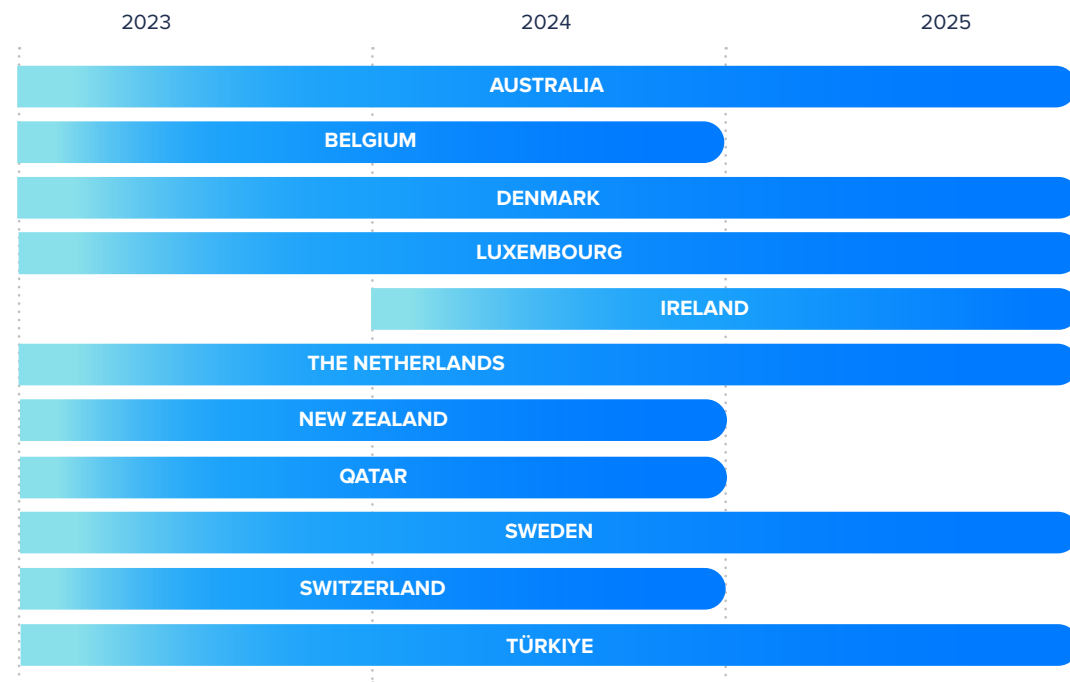 2023 2024 2025
AUSTRALIA
BELGIUM
DENMARK
LUXEMBOURG
IRELAND
THE NETHERLANDS
NEW ZEALAND
QATAR
SWEDEN
SWITZERLAND
TÜRKIYE